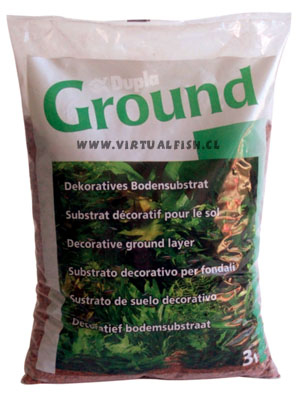 Dupla
Ground
WWW.VIRTUALFISH.CL
Dekoratives Bodensubstrat
Substrat décoratif pour le sol
Decorative ground layer
Substrato decorativo per fondali
Sustrato de suelo decorativo
Decoratief bodemsubstraat